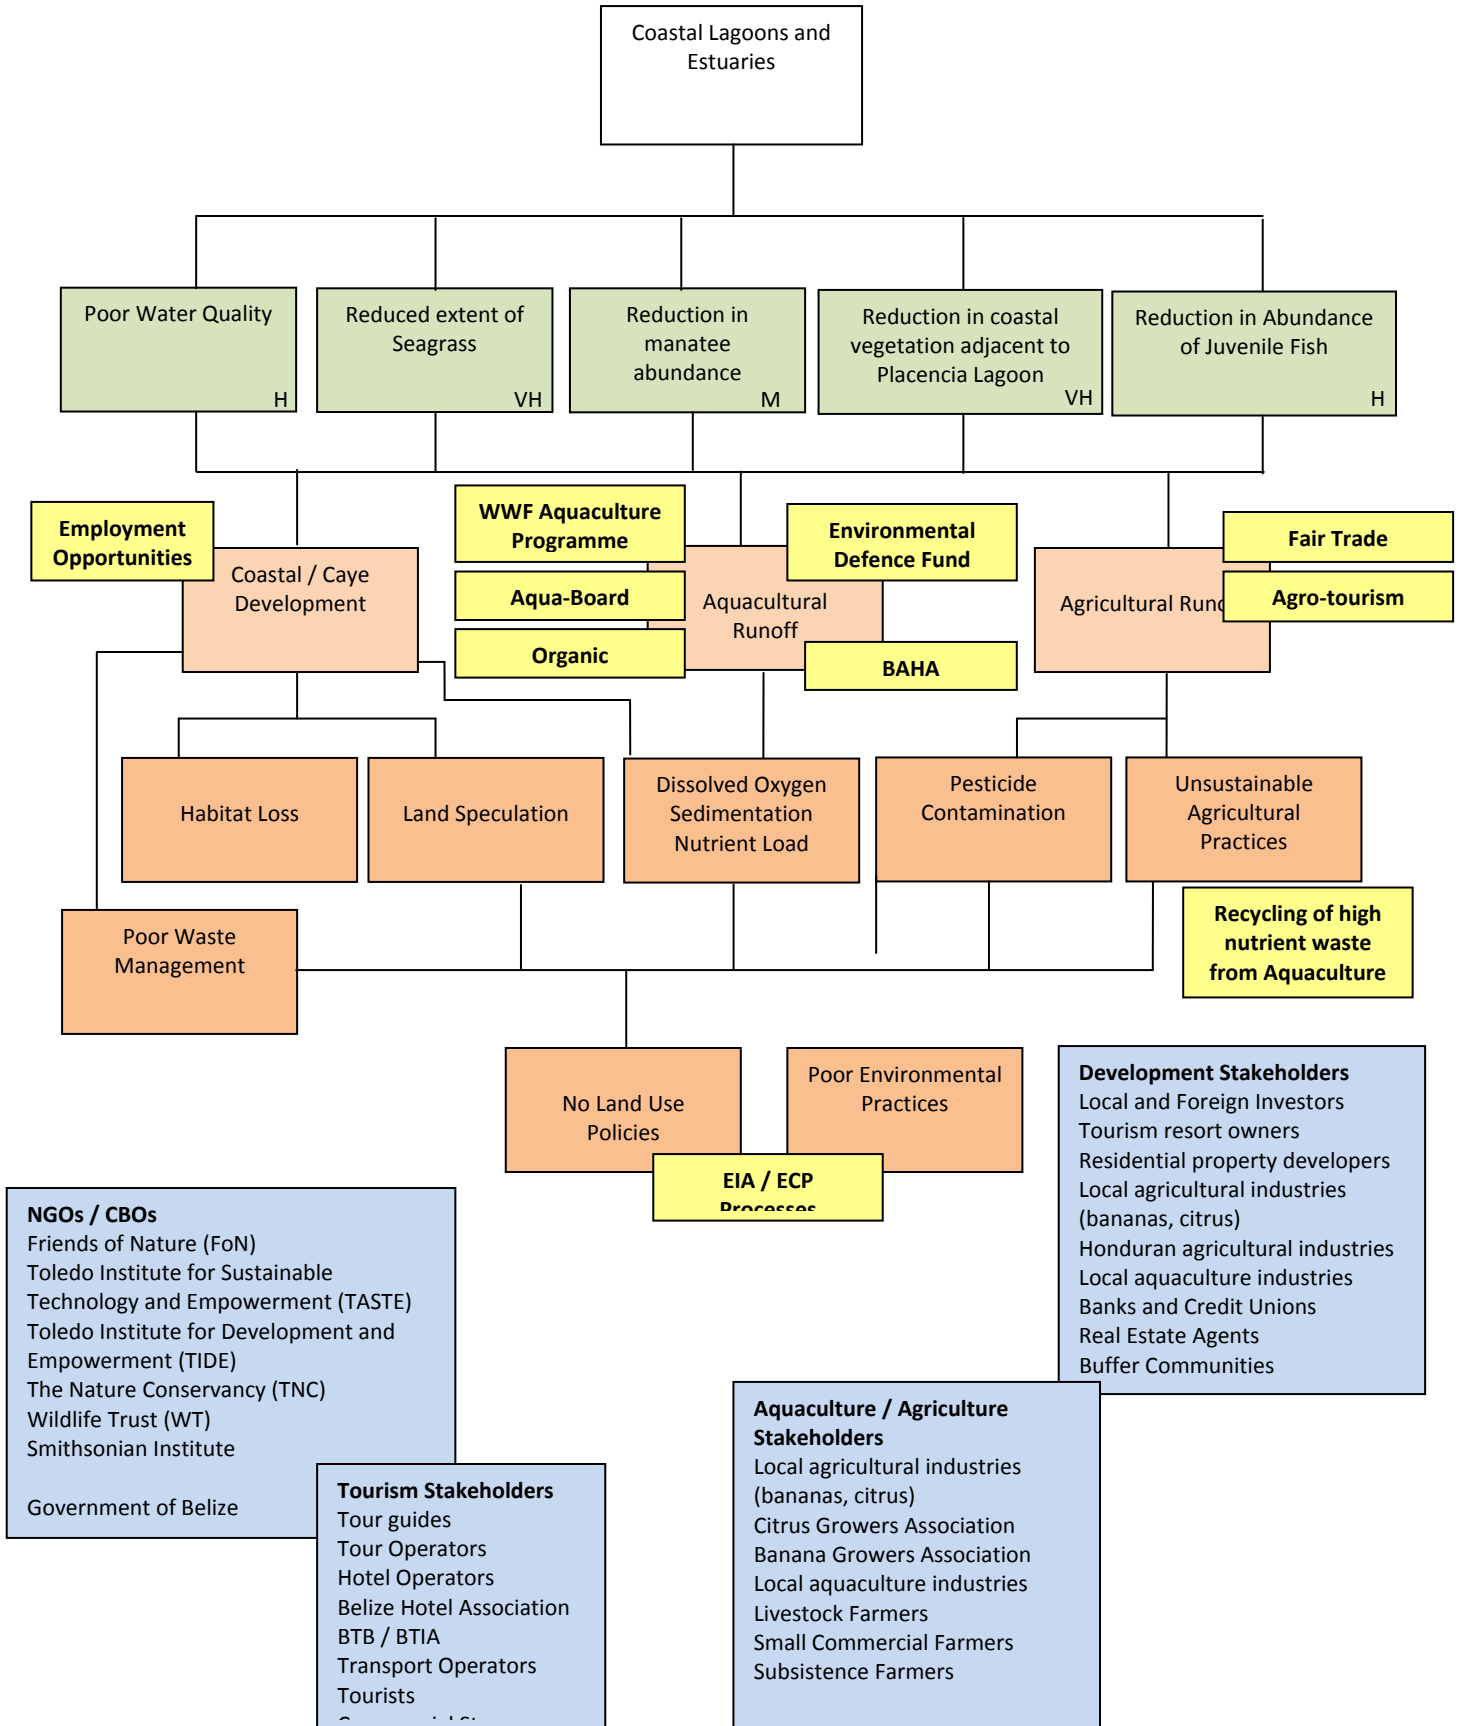 Coastal Lagoons and
Estuaries
Poor Water Quality
H
Reduced extent of
Seagrass
VH
Reduction in
manatee
abundance
M
Reduction in coastal
vegetation adjacent to
Placencia Lagoon
VH
Reduction in Abundance
of Juvenile Fish
H
Employment
Opportunities
Coastal / Caye
Development
WWF Aquaculture
Programme
Aqua-Board
Organic
Aquacultural
Runoff
Environmental
Defence Fund
BAHA
Agricultural
Fair Trade
Agro-tourism
Habitat Loss
Land Speculation
Dissolved Oxygen
Sedimentation
Nutrient Load
Pesticide
Contamination
Unsustainable
Agricultural
Practices
Poor Waste
Management
Recycling of high
nutrient waste
from Aquaculture
No Land Use
Policies
Poor Environmental
Practices
EIA / ECP
Processes
Development Stakeholders
Local and Foreign Investors
Tourism resort owners
Residential property developers
Local agricultural industries
(bananas, citrus)
Honduran agricultural industries
Local aquaculture industries
Banks and Credit Unions
Real Estate Agents
Buffer Communities
NGOs / CBOs
Friends of Nature (FoN)
Toledo Institute for Sustainable
Technology and Empowerment (TASTE)
Toledo Institute for Development and
Empowerment (TIDE)
The Nature Conservancy (TNC)
Wildlife Trust (WT)
Smithsonian Institute
Government of Belize
Tourism Stakeholders
Tour guides
Tour Operators
Hotel Operators
Belize Hotel Association
BTB / BTIA
Transport Operators
Tourists
Aquaculture / Agriculture
Stakeholders
Local agricultural industries
(bananas, citrus)
Citrus Growers Association
Banana Growers Association
Local aquaculture industries
Livestock Farmers
Small Commercial Farmers
Subsistence Farmers